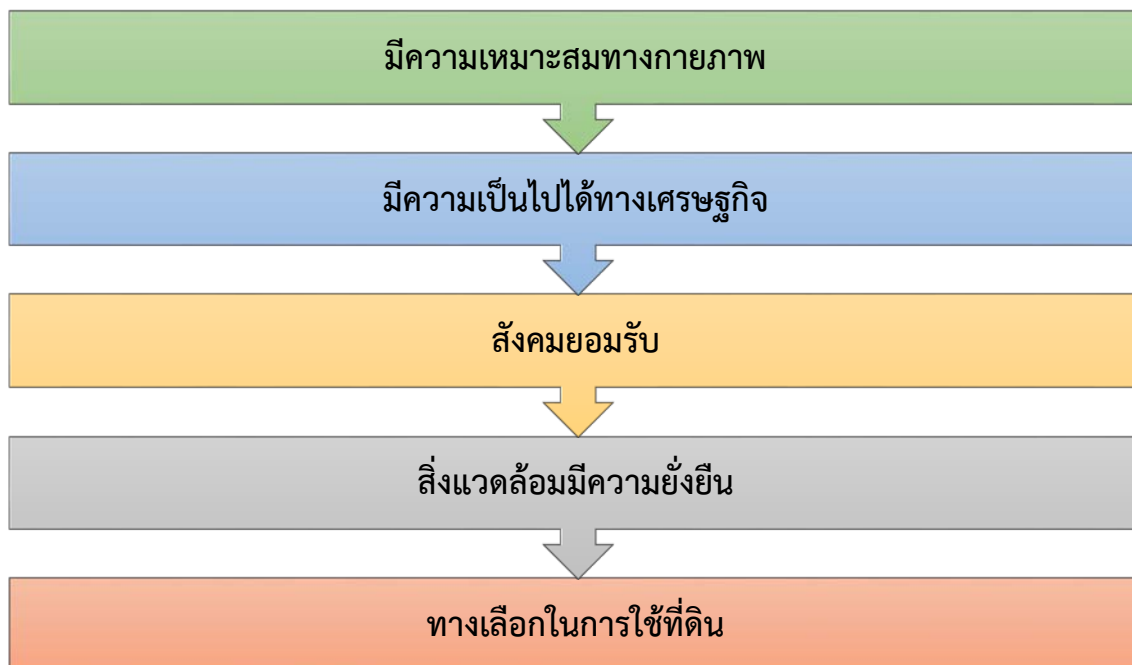 มีความเหมาะสมทางกายภาพ
มีความเป็นไปได้ทางเศรษฐกิจ
สังคมยอมรับ
สิ่งแวดล้อมมีความยั่งยืน
ทางเลือกในการใช้ที่ดิน